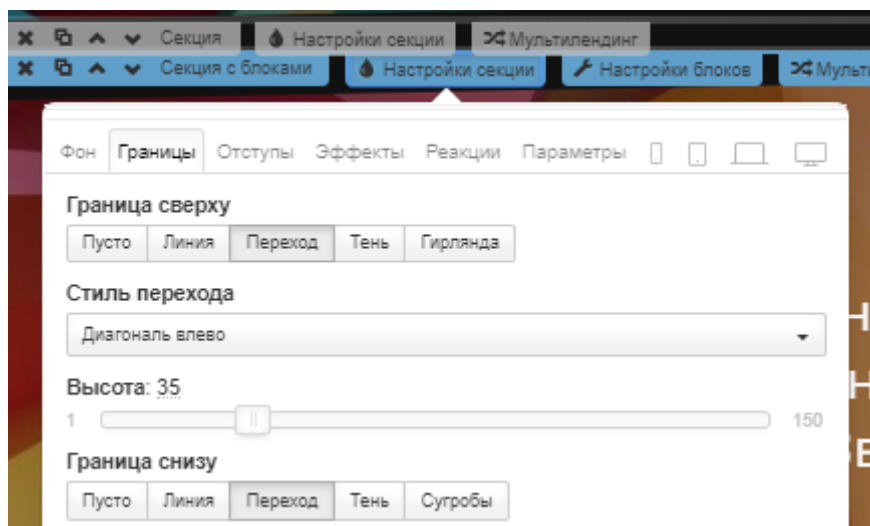 Секция Настройки секции Мультилендинг
Секция с блоками Настройки секции Настройки блоков Мульти
Фон Границы Отступы Эффекты Реакции Параметры
Граница сверху
Пусто Линия Переход Тень Гирлянда
Стиль перехода
Диагональ влево
Высота: 35
1 150
Граница снизу
Пусто Линия Переход Тень Сугробы